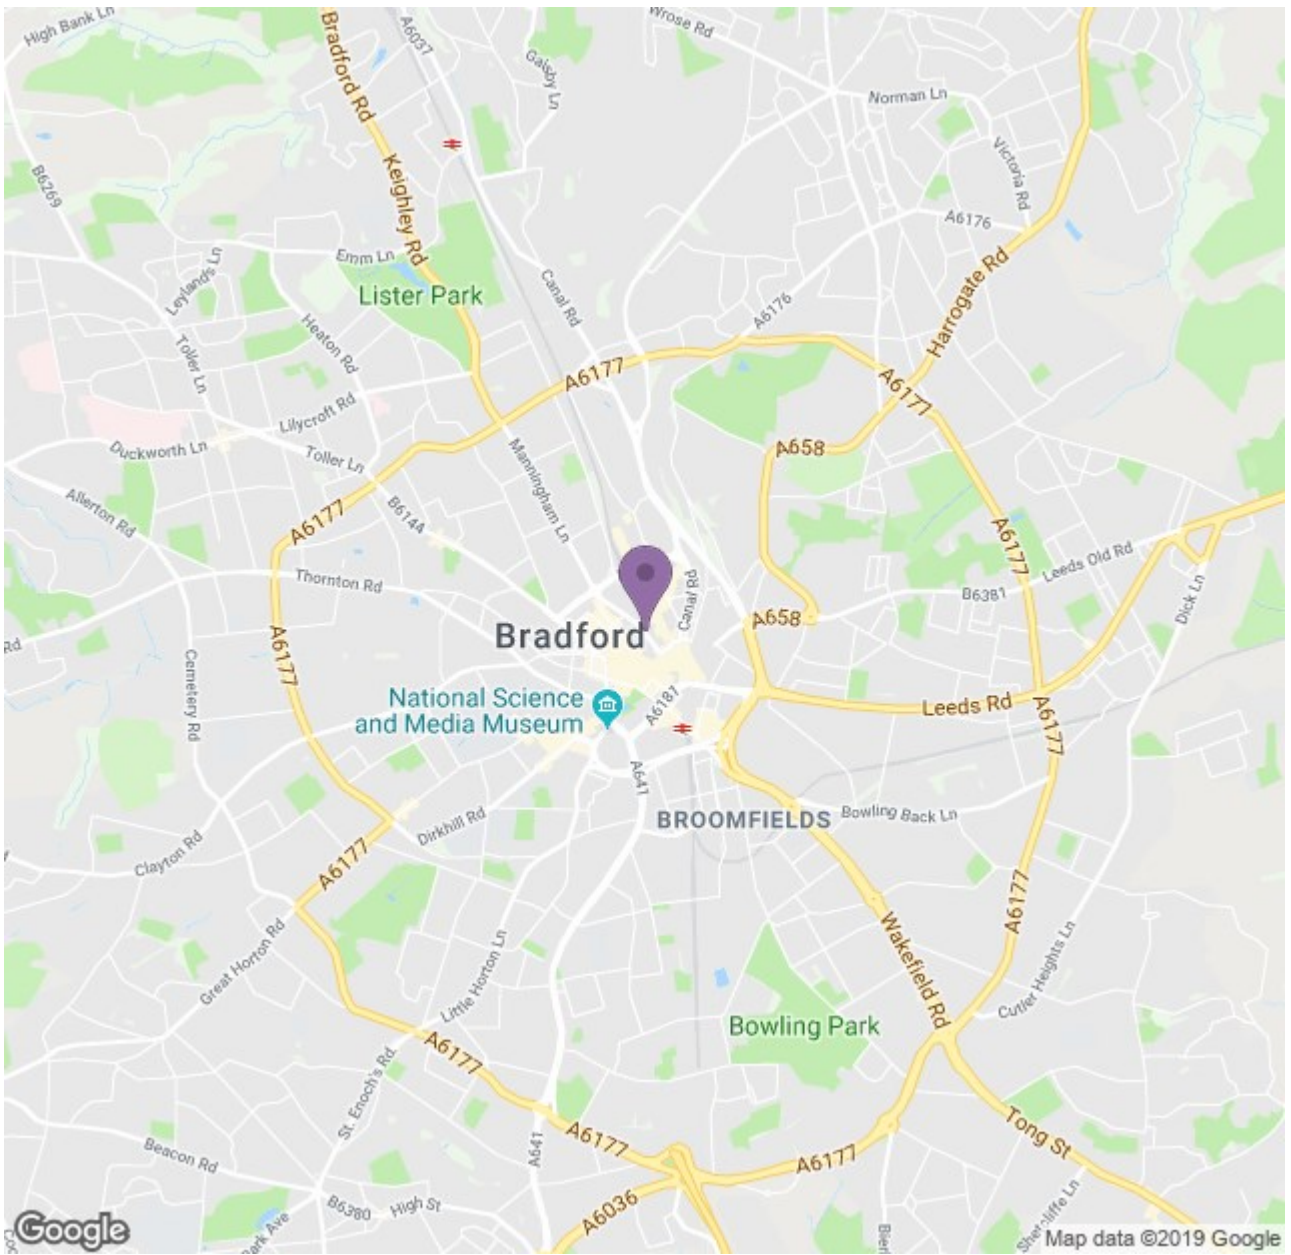 High Bank Ln
Bradford Rd
A6037
Wrose Rd
Gaisby Ln
Norman Ln
Victoria Rd
B6269
Keighley Rd
A6176
Emm Ln
Leylands Ln
Lister Park
Canal Rd
Harrogate Rd
A6176
Heaton Rd
Toller Ln
A6177
A6177
Lilycroft Rd
Duckworth Ln
Toller Ln
Manningham Ln
A658
Allerton Rd
A6177
B6144
A6177
Leeds Old Rd
Thornton Rd
Canal Rd
B6381
Dick Ln
A658
Rd
Bradford
A6177
Cemetery Rd
National Science
and Media Museum
A6187
Leeds Rd
A6177
A641
Dirkhill Rd
BROOMFIELDS
Bowling Back Ln
Clayton Rd
A6177
A6177
Great Horton Rd
Little Horton Ln
Wakefield Rd
Cutler Heights Ln
Bowling Park
A6177
St. Enoch's Rd
Tong St
A6177
A6177
A641
Beacon Rd
B6380
High St
A6036
Park Ave
Google
Map data ©2019 Google